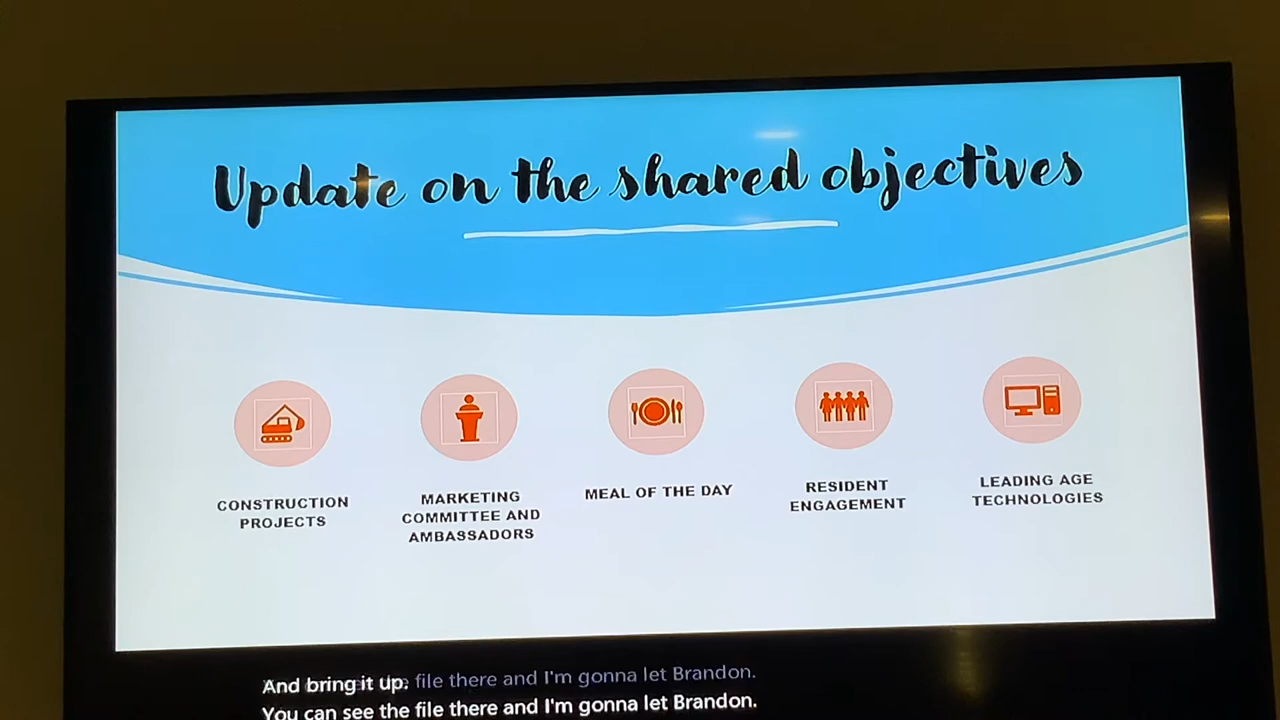 Update on the shared objectives
CONSTRUCTION
PROJECTS
MARKETING
COMMITTEE AND
AMBASSADORS
MEAL OF THE DAY
RESIDENT
ENGAGEMENT
LEADING AGE
TECHNOLOGIES
And bring it up. file there and I'm gonna let Brandon.
You can see the file there and I'm gonna let Brandon.